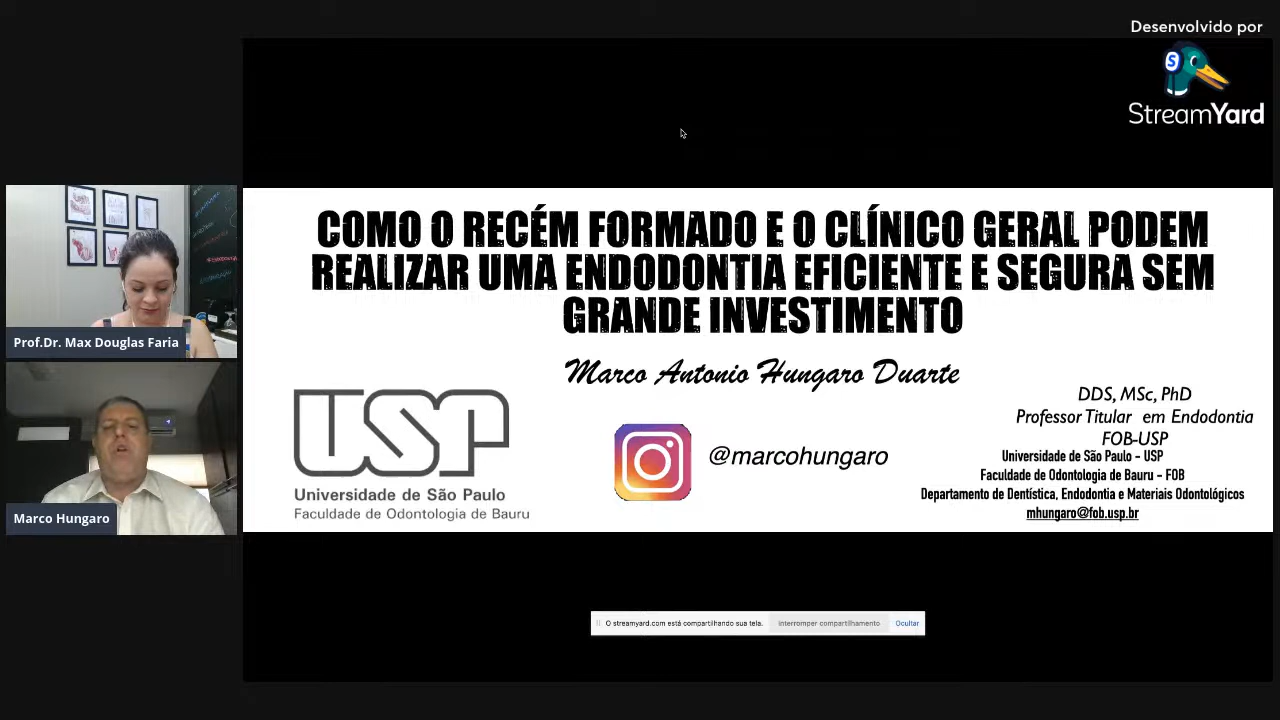 Desenvolvido por
StreamYard
COMO O RECÉM FORMADO E O CLÍNICO GERAL PODEM
REALIZAR UMA ENDODONTIA EFICIENTE E SEGURA SEM
GRANDE INVESTIMENTO
Marco Antonio Hungaro Duarte
DDS, MSc, PhD
Professor Titular em Endodontia
FOB-USP
Universidade de São Paulo - USP
Faculdade de Odontologia de Bauru - FOB
Departamento de Dentística, Endodontia e Materiais Odontológicos
mhungaro@fob.usp.br
@marcohungaro
USP
Universidade de São Paulo
Faculdade de Odontologia de Bauru
Prof.Dr. Max Douglas Faria
Marco Hungaro
O streamyard.com está compartilhando sua tela.
Interromper compartilhamento
Ocultar